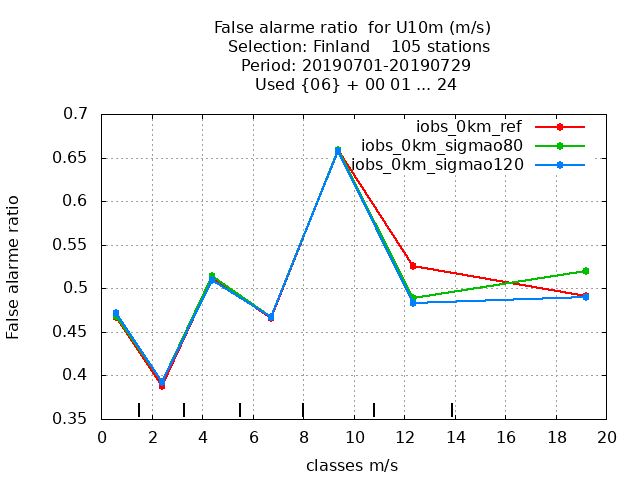 False alarme ratio  for U10m (m/s)
Selection: Finland    105 stations
Period: 20190701-20190729
Used {06} + 00 01 ... 24
iobs_0km_ref
iobs_0km_sigmao80
iobs_0km_sigmao120
False alarme ratio
0.7
0.65
0.6
0.55
0.5
0.45
0.4
0.35
0 2 4 6 8 10 12 14 16 18 20
classes m/s